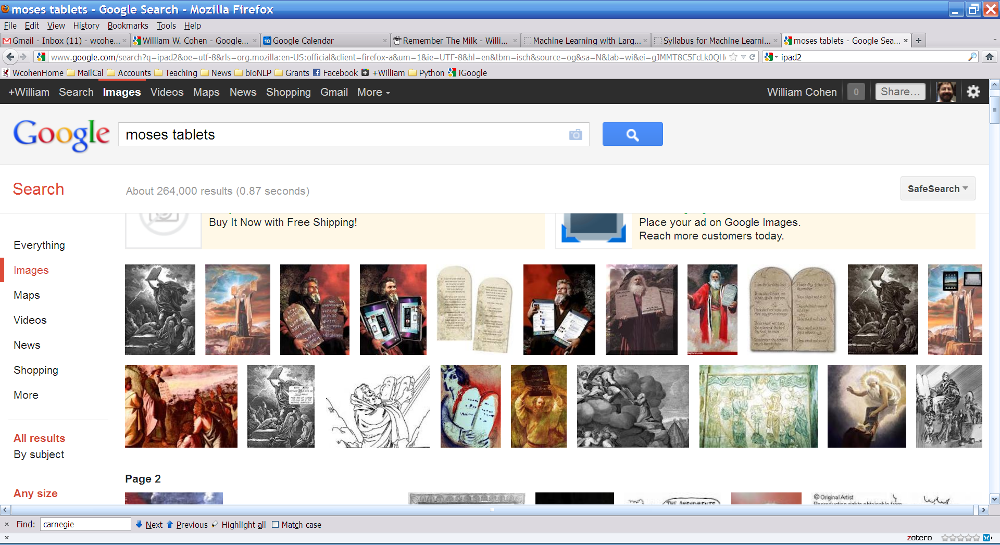 moses tablets - Google Search - Mozilla Firefox
File Edit View History Bookmarks Tools Help
Gmail - Inbox (11) - wcohe... William W. Cohen - Google... Google Calendar Remember The Milk - Willi... Machine Learning with Larg... Syllabus for Machine Learni... moses tablets - Google Sea...
www.google.com/search?q=ipad2&oe=utf-8&rls=org.mozilla:en-US:official&client=firefox-a&um=1&ie=UTF-8&hl=en&tbm=isch&source=og&sa=N&tab=wi&ei=gJMMT8C5FcLk0QH ipad2
WcohenHome MailCal Accounts Teaching News bioNLP Grants Facebook +William Python iGoogle
+William Search Images Videos Maps News Shopping Gmail More William Cohen 0 Share...
Google moses tablets
Search About 264,000 results (0.87 seconds) SafeSearch
Buy It Now with Free Shipping! Place your ad on Google Images.
Reach more customers today.
Everything
Images
Maps
Videos
News
Shopping
More
All results
By subject
Page 2
Any size
© Original Artist
THE AMENDMENTS
Reproduction rights obtainable from
× Find: carnegie Next Previous Highlight all Match case
× zotero